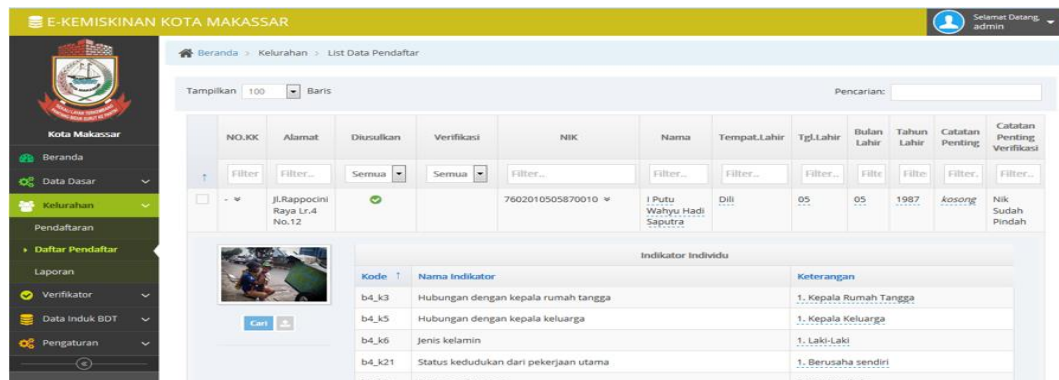 E-KEMISKINAN KOTA MAKASSAR
Selamat Datang,
admin
Beranda > Kelurahan > List Data Pendaftar
Tampilkan 100 Baris
Pencarian:
Kota Makassar
Beranda
Data Dasar
Kelurahan
Pendaftaran
Daftar Pendaftar
Laporan
Verifikator
Data Induk BDT
Pengaturan
NO.KK Alamat Diusulkan Verifikasi NIK Nama Tempat.Lahir Tgl.Lahir Bulan Lahir Tahun Lahir Catatan Penting Catatan Penting Verifikasi
Filter Filter... Semua Semua Filter... Filter... Filter... Filter... Filte Filte Filter. Filter...
- Jl.Rappocini Raya Lr.4 No.12 7602010505870010 I Putu Wahyu Hadi Saputra Dili 05 05 1987 kosong Nik Sudah Pindah
Cari
Indikator Individu
Kode Nama Indikator Keterangan
b4_k3 Hubungan dengan kepala rumah tangga 1. Kepala Rumah Tangga
b4_k5 Hubungan dengan kepala keluarga 1. Kepala Keluarga
b4_k6 Jenis kelamin 1. Laki-Laki
b4_k21 Status kedudukan dari pekerjaan utama 1. Berusaha sendiri